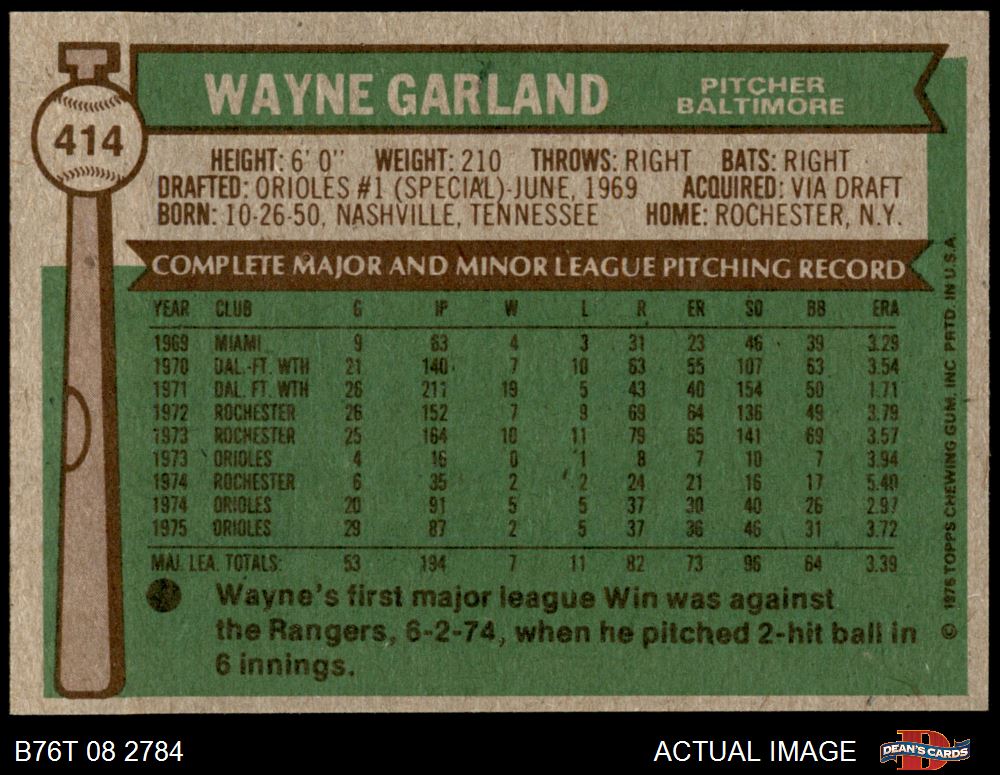 414
WAYNE GARLAND PITCHER
BALTIMORE
HEIGHT: 6' 0" WEIGHT: 210 THROWS: RIGHT BATS: RIGHT
DRAFTED: ORIOLES #1 (SPECIAL)-JUNE, 1969 ACQUIRED: VIA DRAFT
BORN: 10-26-50, NASHVILLE, TENNESSEE HOME: ROCHESTER, N.Y.
COMPLETE MAJOR AND MINOR LEAGUE PITCHING RECORD
YEAR CLUB G IP W L R ER SO BB ERA
1969 MIAMI 9 63 4 3 31 23 46 39 3.29
1970 DAL.-FT. WTH 21 140 7 10 63 55 107 63 3.54
1971 DAL. FT. WTH 26 211 19 5 43 40 154 50 1.71
1972 ROCHESTER 26 152 7 9 69 64 136 49 3.79
1973 ROCHESTER 25 164 10 11 79 65 141 69 3.57
1973 ORIOLES 4 16 0 1 8 7 10 7 3.94
1974 ROCHESTER 6 35 2 2 24 21 16 17 5.40
1974 ORIOLES 20 91 5 5 37 30 40 26 2.97
1975 ORIOLES 29 87 2 5 37 36 46 31 3.72
MAJ. LEA. TOTALS: 53 194 7 11 82 73 96 64 3.39
Wayne's first major league Win was against
the Rangers, 6-2-74, when he pitched 2-hit ball in
6 innings.
© 1976 TOPPS CHEWING GUM, INC. PRTD. IN U.S.A.
B76T 08 2784 ACTUAL IMAGE DEAN'S CARDS